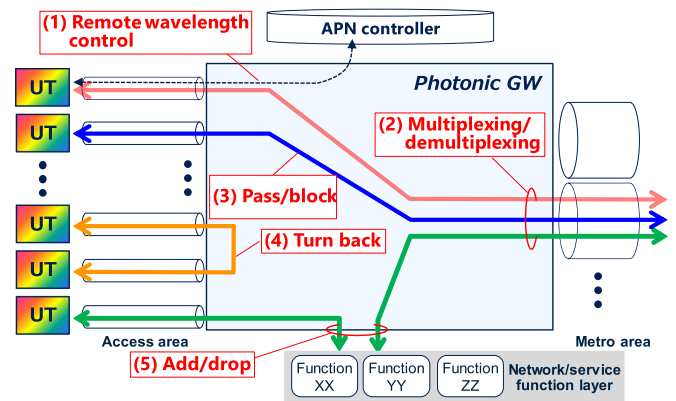 (1) Remote wavelength
control
APN controller
Photonic GW
UT
UT
(2) Multiplexing/
demultiplexing
(3) Pass/block
UT
(4) Turn back
UT
UT
Access area
Metro area
(5) Add/drop
Function
XX
Function
YY
Function
ZZ
Network/service
function layer